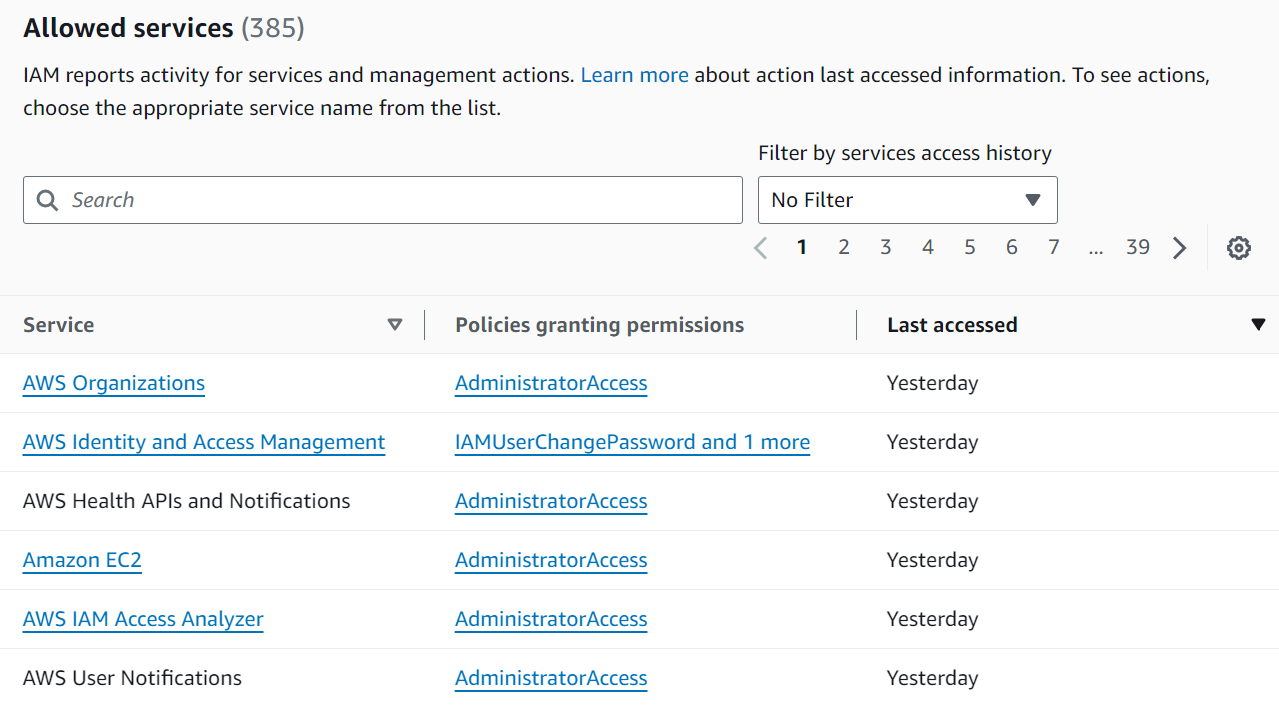 Allowed services (385)
IAM reports activity for services and management actions. Learn more about action last accessed information. To see actions,
choose the appropriate service name from the list.
Filter by services access history
Search
No Filter
1 2 3 4 5 6 7 ... 39
Service Policies granting permissions Last accessed
AWS Organizations AdministratorAccess Yesterday
AWS Identity and Access Management IAMUserChangePassword and 1 more Yesterday
AWS Health APIs and Notifications AdministratorAccess Yesterday
Amazon EC2 AdministratorAccess Yesterday
AWS IAM Access Analyzer AdministratorAccess Yesterday
AWS User Notifications AdministratorAccess Yesterday